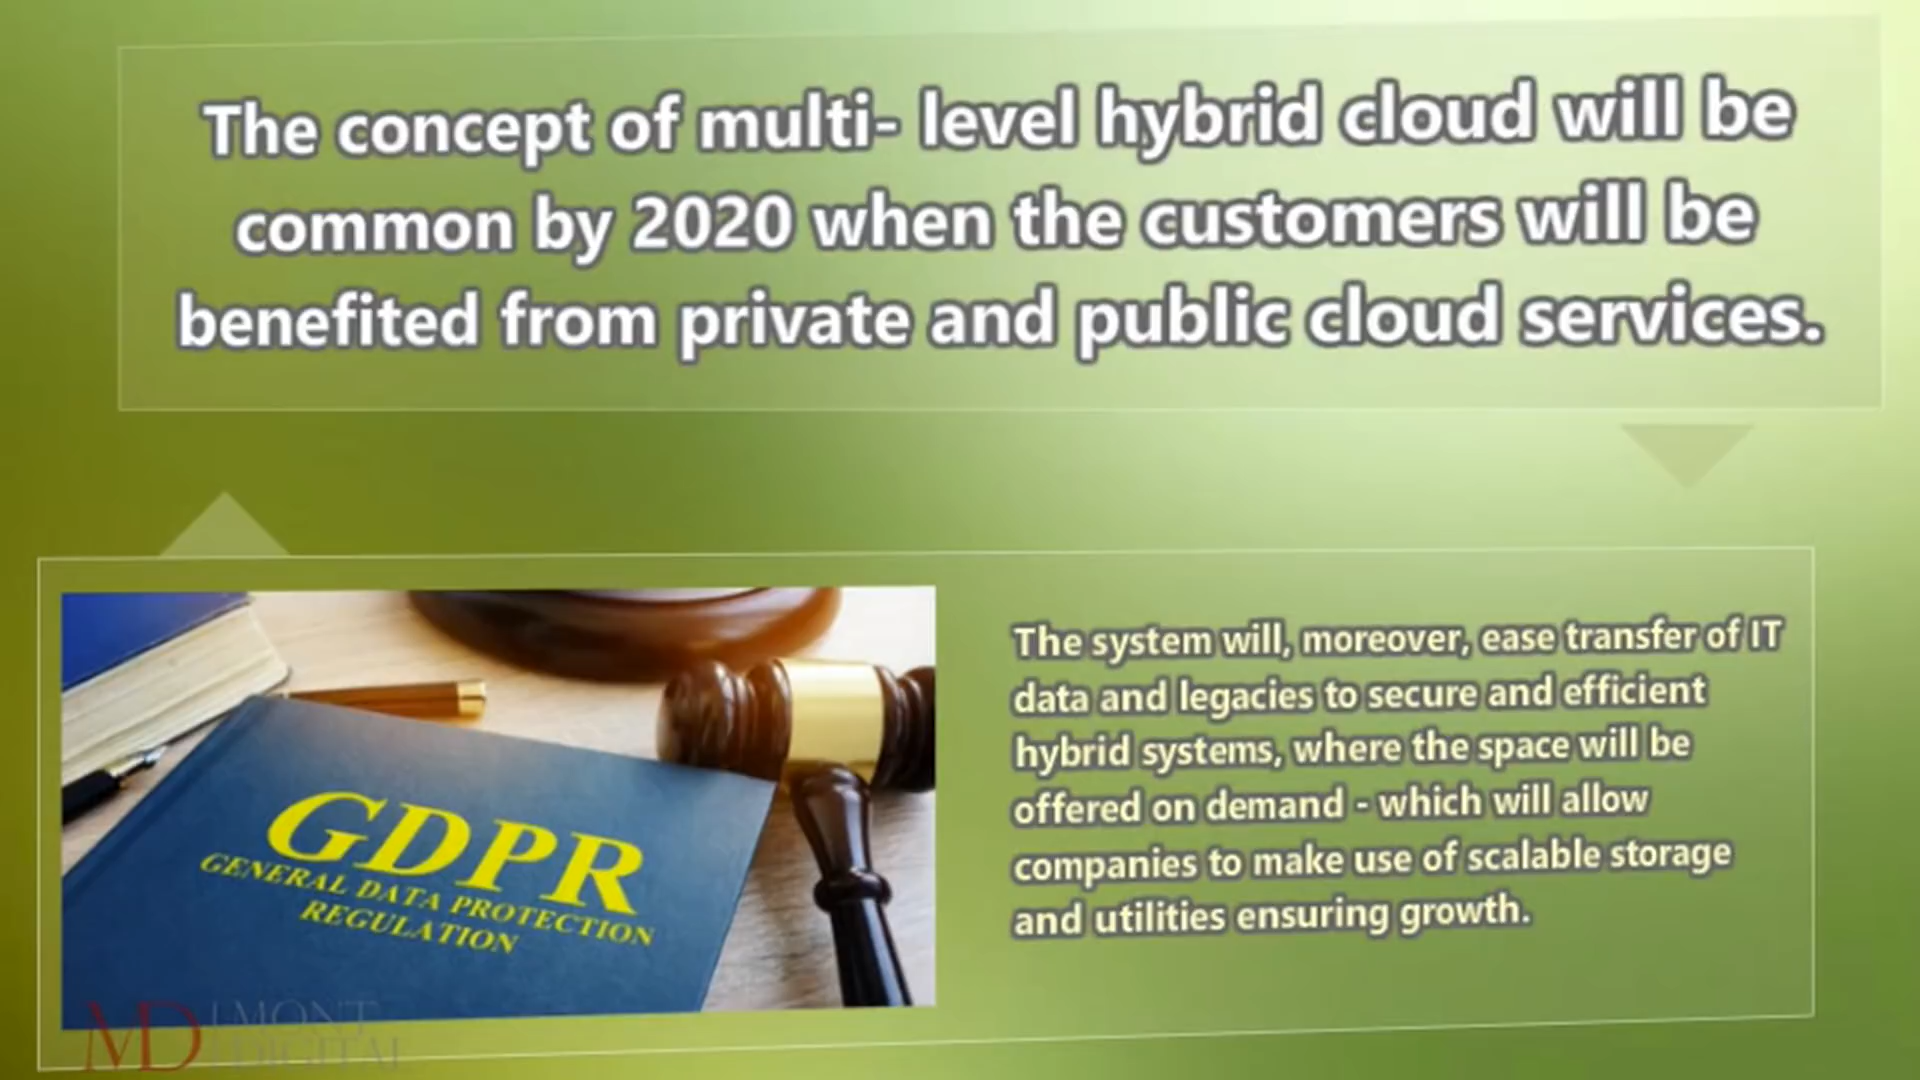 The concept of multi- level hybrid cloud will be
common by 2020 when the customers will be
benefited from private and public cloud services.
The system will, moreover, ease transfer of IT
data and legacies to secure and efficient
hybrid systems, where the space will be
offered on demand - which will allow
companies to make use of scalable storage
and utilities ensuring growth.
GDPR
GENERAL DATA PROTECTION
REGULATION
MD
MONT
DIGITAL